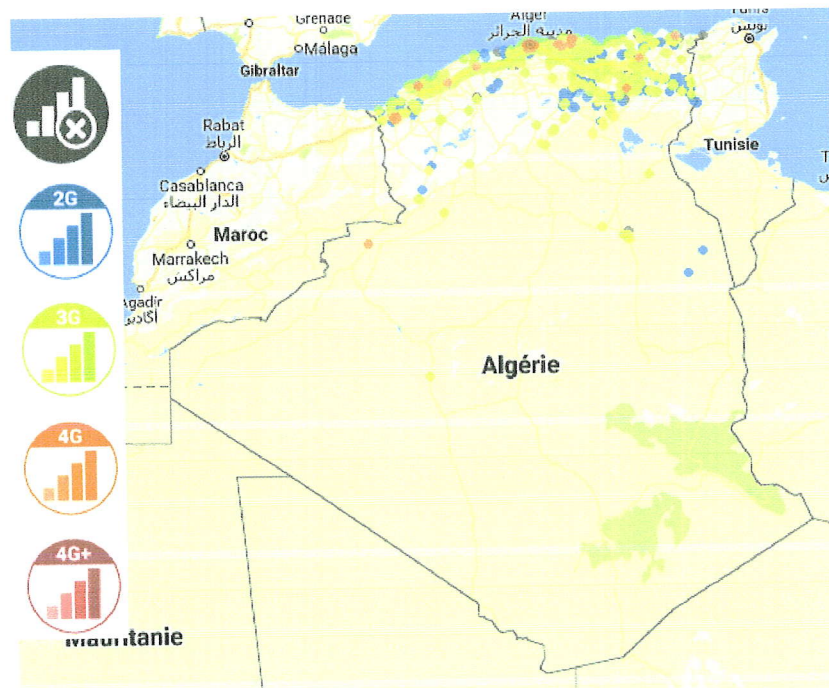 Grenade
Málaga
Gibraltar
Alger
مدينة الجزائر
Tunis
تونس
Rabat
الرباط
Tunisie
Casablanca
الدار البيضاء
2G
Maroc
Marrakech
مراكش
Agadir
أكادير
3G
Algérie
4G
4G+
Mauritanie